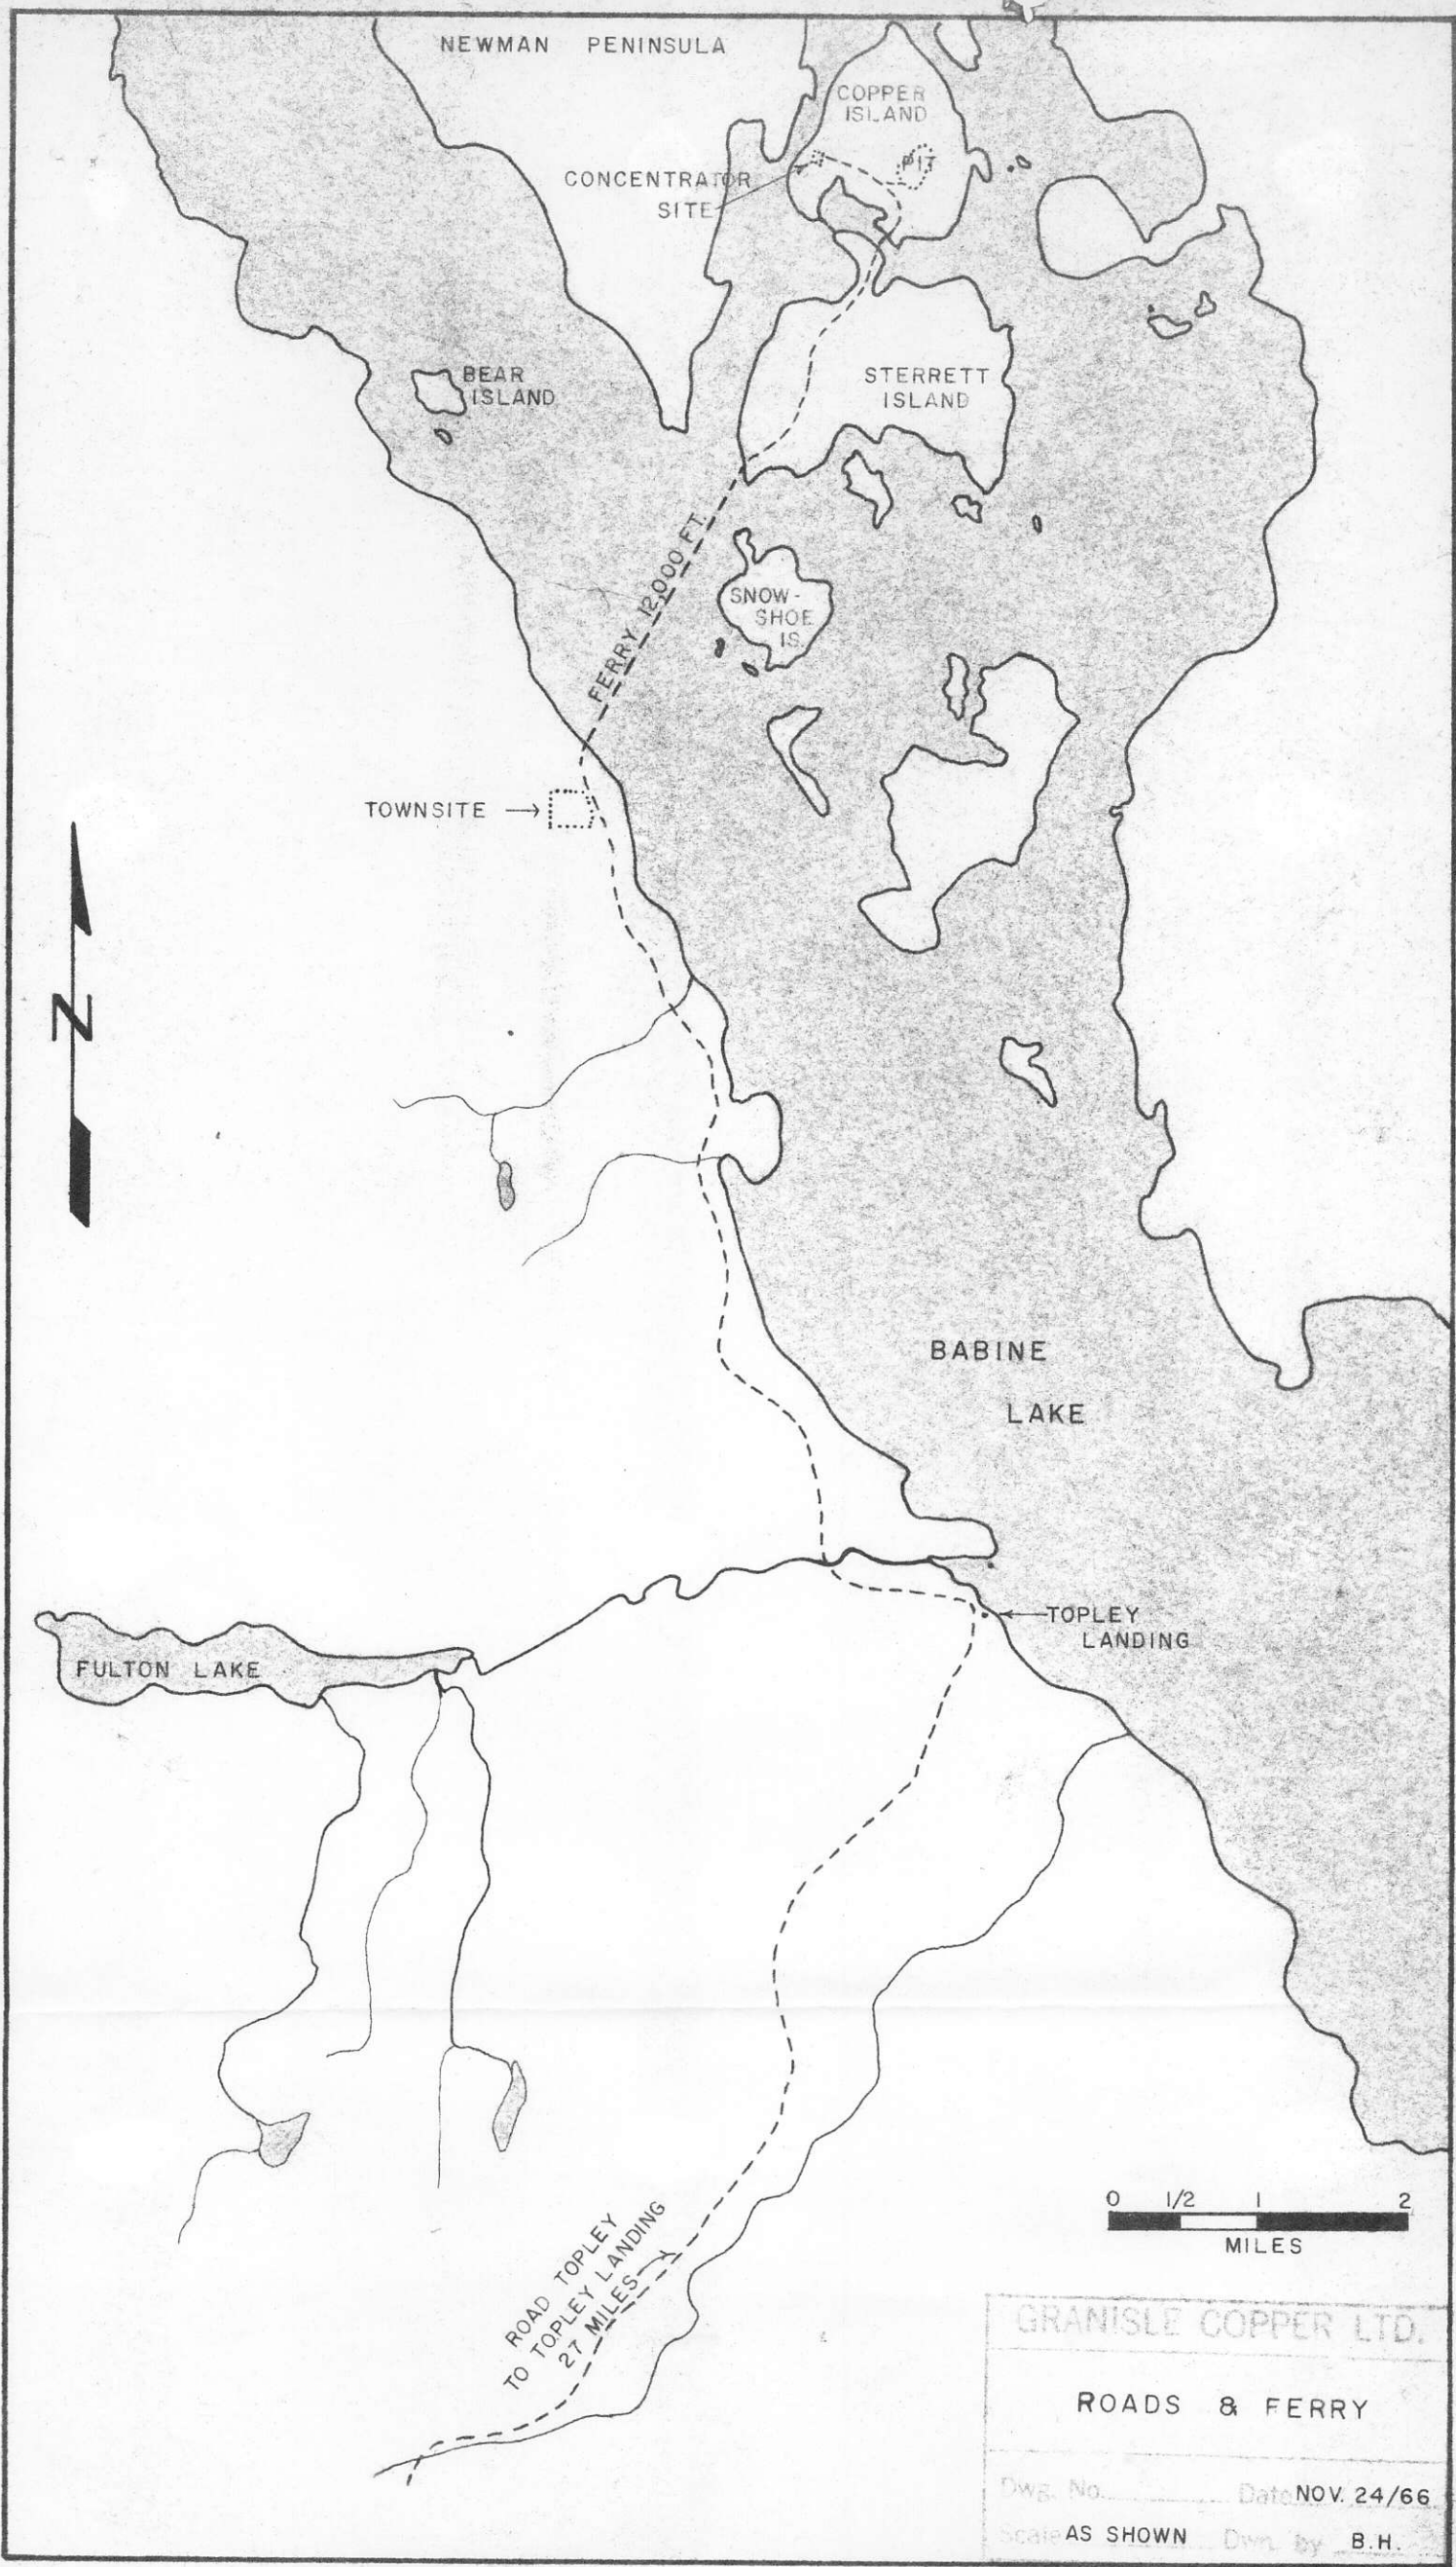 NEWMAN PENINSULA
COPPER
ISLAND
PIT
CONCENTRATOR
SITE
BEAR
ISLAND
STERRETT
ISLAND
FERRY 12,000 FT.
SNOW-
SHOE
IS.
TOWNSITE
N
BABINE
LAKE
TOPLEY
LANDING
FULTON LAKE
ROAD TOPLEY
TO TOPLEY LANDING
27 MILES
0 1/2 1 2
MILES
GRANISLE COPPER LTD.
ROADS & FERRY
Dwg. No. Date NOV. 24/66
Scale AS SHOWN Dwn. by B.H.